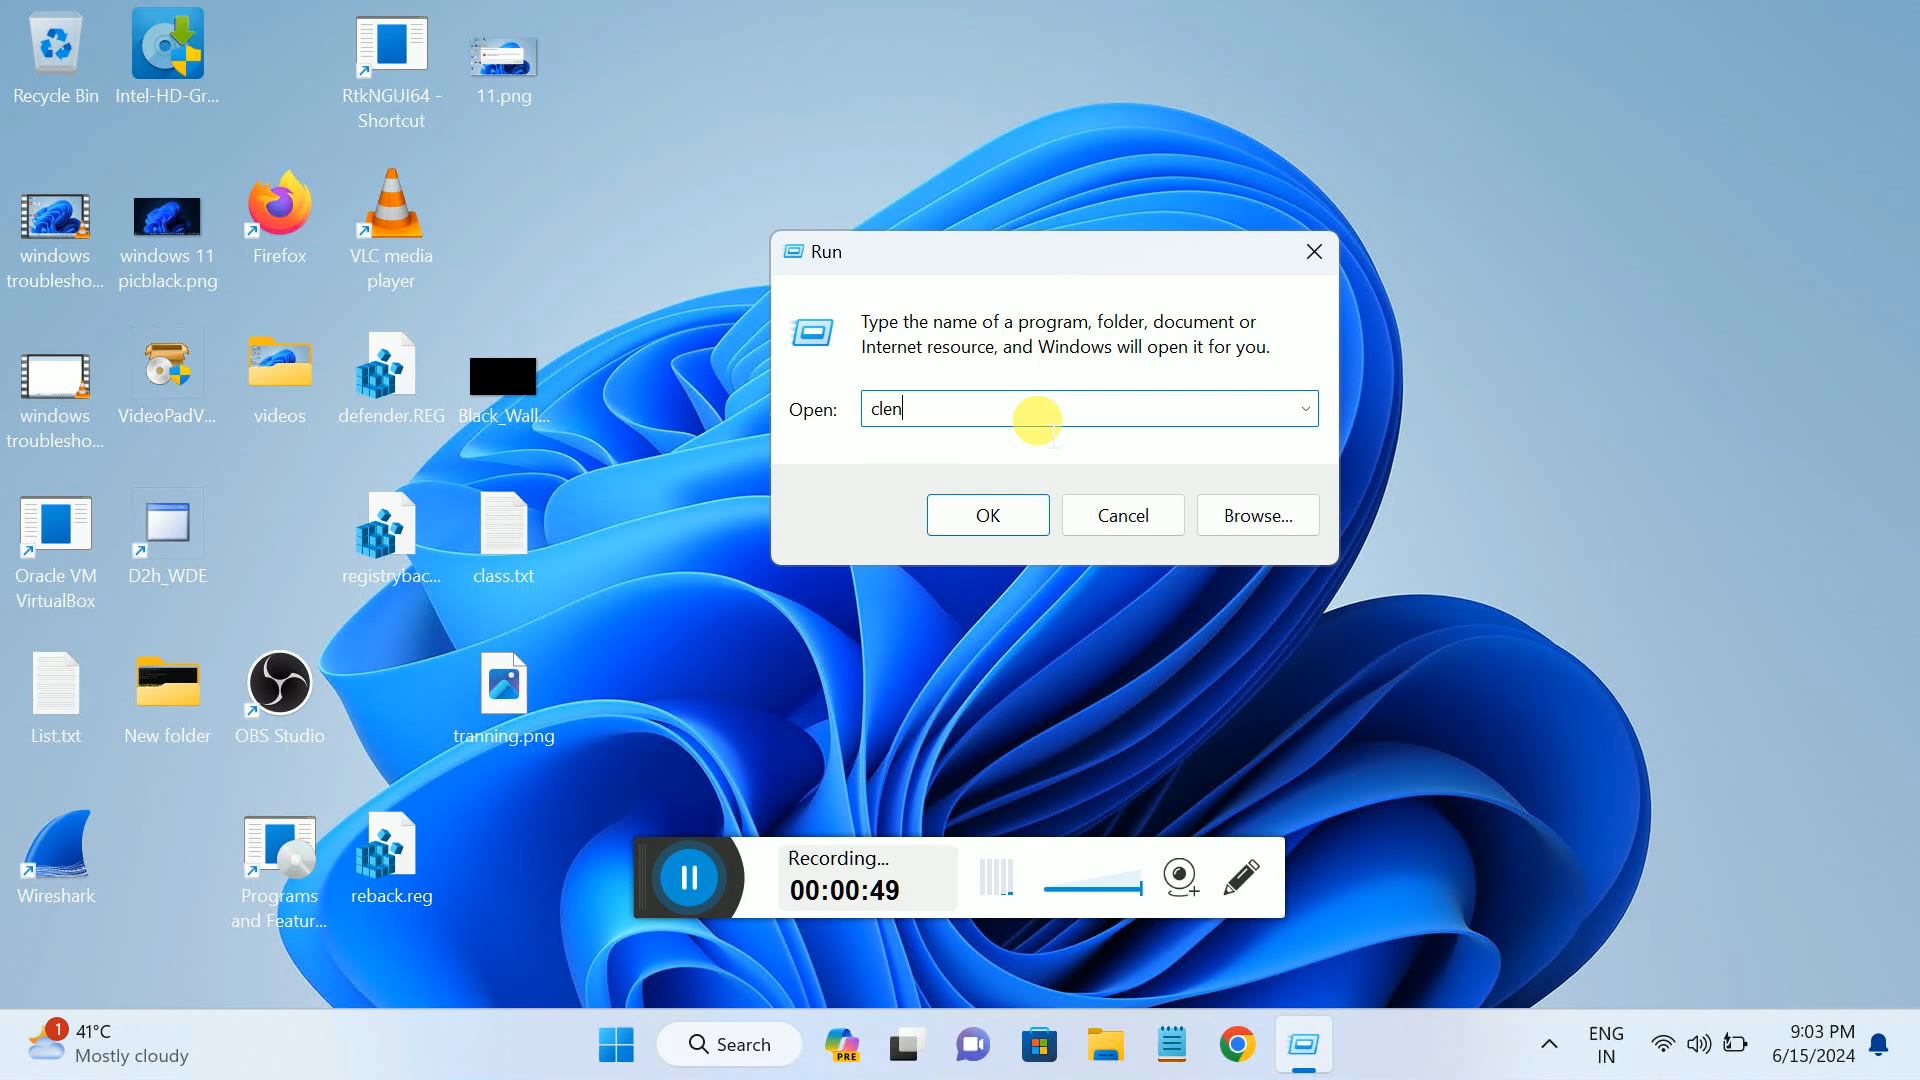 Recycle Bin
Intel-HD-Gr...
RtkNGUI64 -
Shortcut
11.png
windows
troublesho...
windows 11
picblack.png
Firefox
VLC media
player
windows
troublesho...
VideoPadV...
videos
defender.REG
Black_Wall...
Oracle VM
VirtualBox
D2h_WDE
registrybac...
class.txt
List.txt
New folder
OBS Studio
tranning.png
Wireshark
Programs
and Featur...
reback.reg
Run
Type the name of a program, folder, document or
Internet resource, and Windows will open it for you.
Open:
clen
OK
Cancel
Browse...
Recording...
00:00:49
1
41°C
Mostly cloudy
Search
PRE
ENG
IN
9:03 PM
6/15/2024